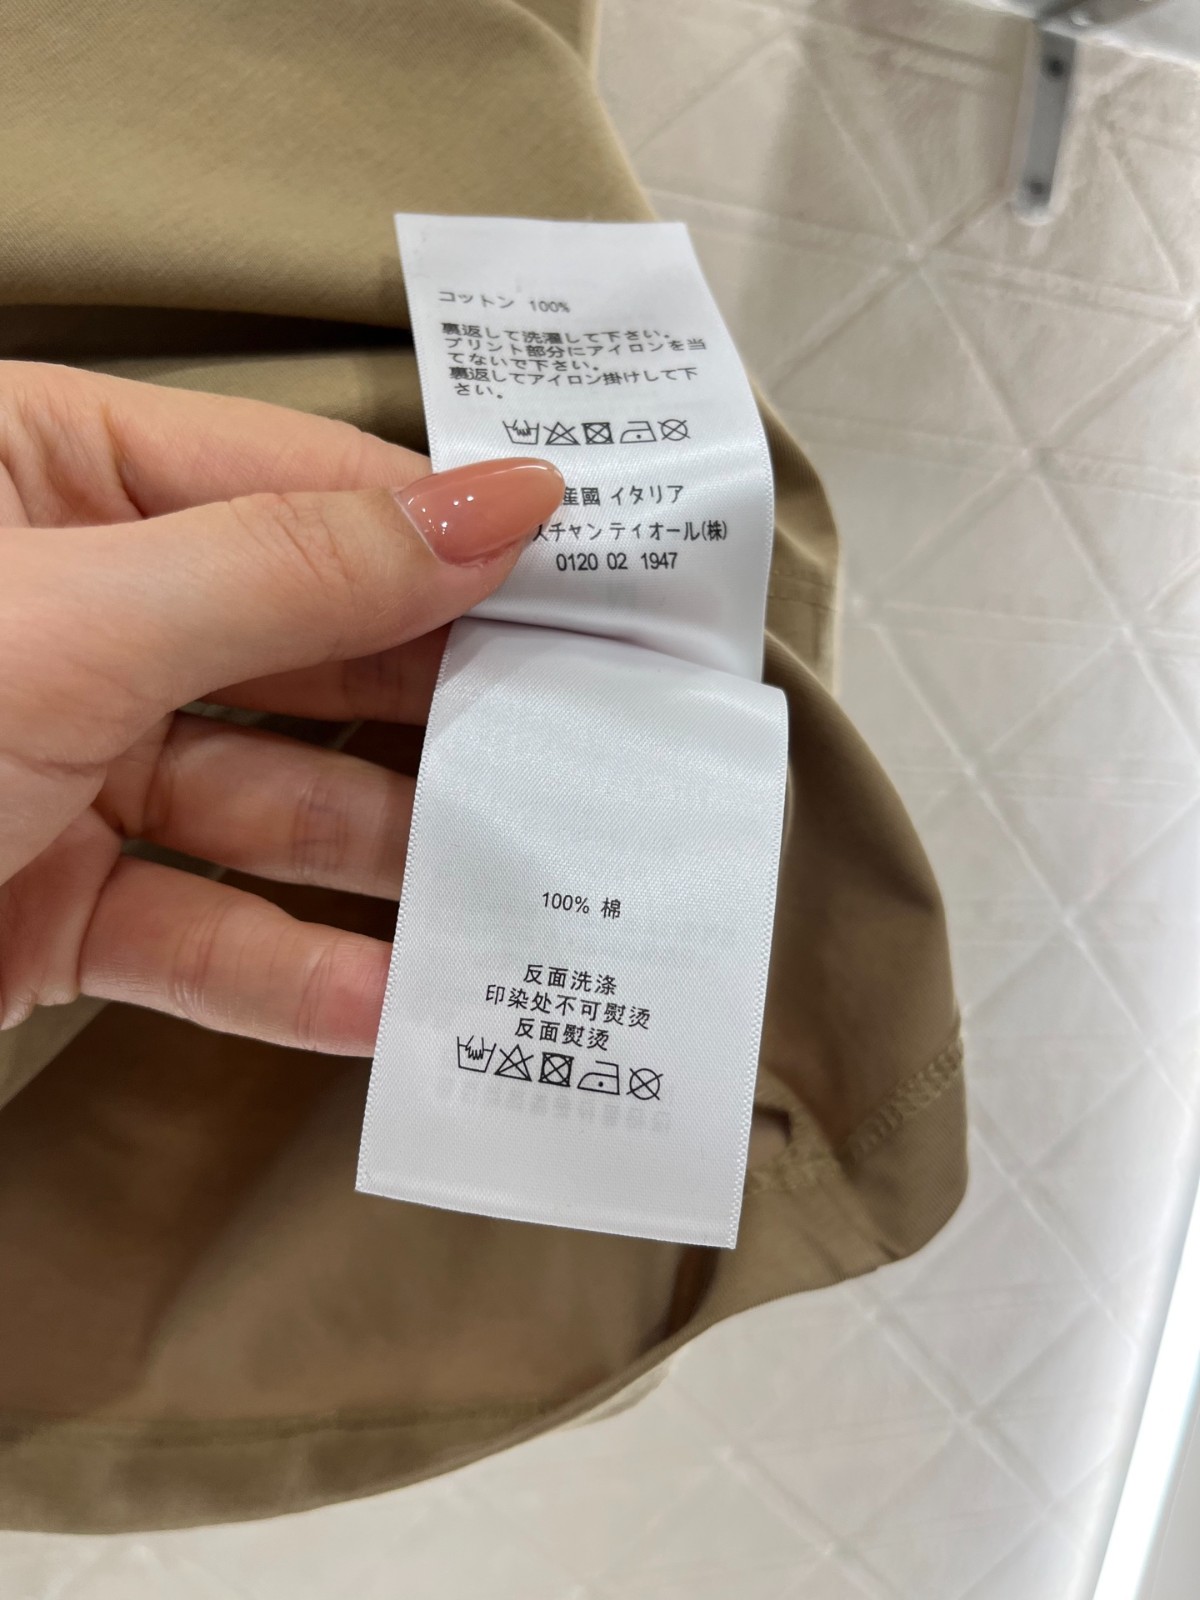 コットン 100%
裏返して洗濯して下さい。
プリント部分にアイロンを当
てないで下さい。
裏返してアイロン掛けして下
さい。
産國 イタリア
スチャン ディオール(株)
0120 02 1947
100% 棉
反面洗涤
印染处不可熨烫
反面熨烫